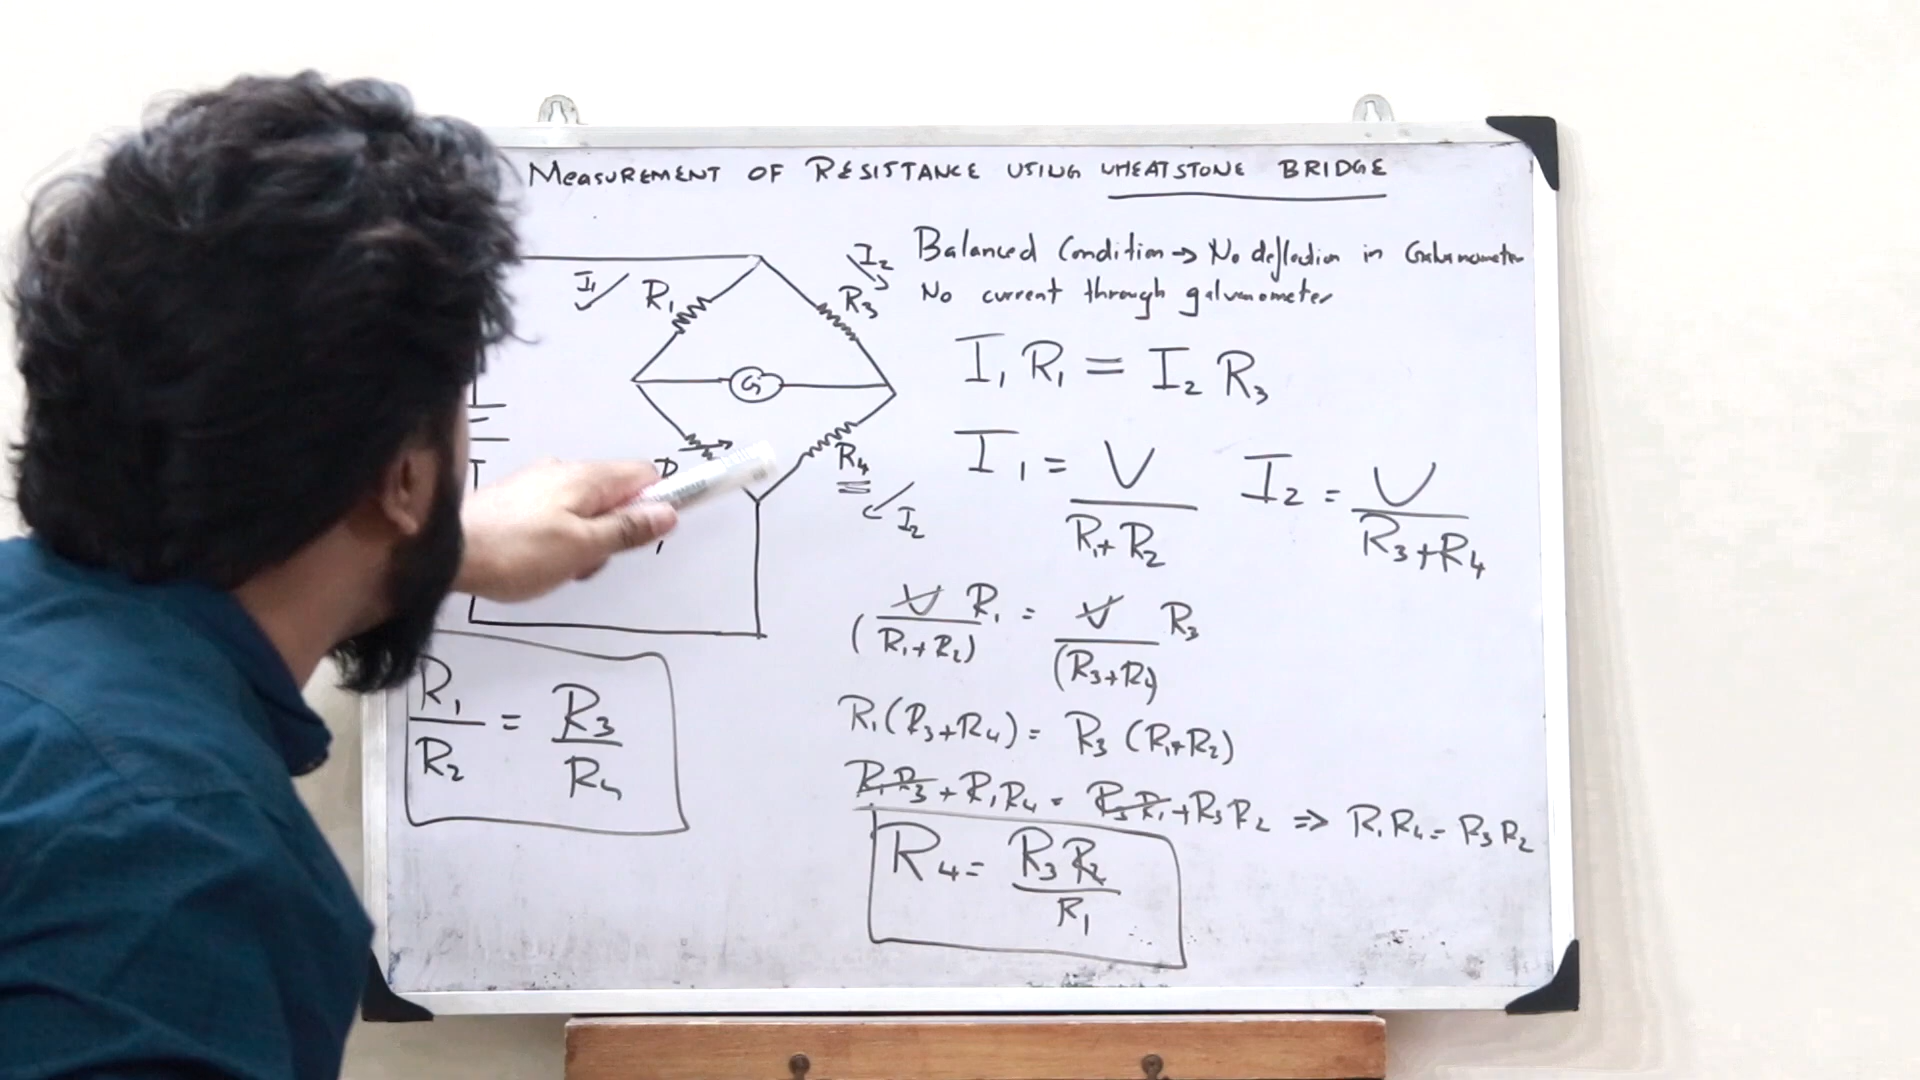 MEASUREMENT OF RESISTANCE USING WHEATSTONE BRIDGE
I₁
R₁
I₂
R₃
G
R₄
I₂
Balanced Condition → No deflection in Galvanometer
No current through galvanometer
I₁ R₁ = I₂ R₃
I₁ = V / (R₁+R₂) I₂ = V / (R₃+R₄)
V / (R₁+R₂) R₁ = V / (R₃+R₄) R₃
R₁(R₃+R₄) = R₃(R₁+R₂)
R₁R₃ + R₁R₄ = R₃R₁ + R₃R₂ ⇒ R₁R₄ = R₃R₂
R₄ = R₃R₂ / R₁
R₁ / R₂ = R₃ / R₄